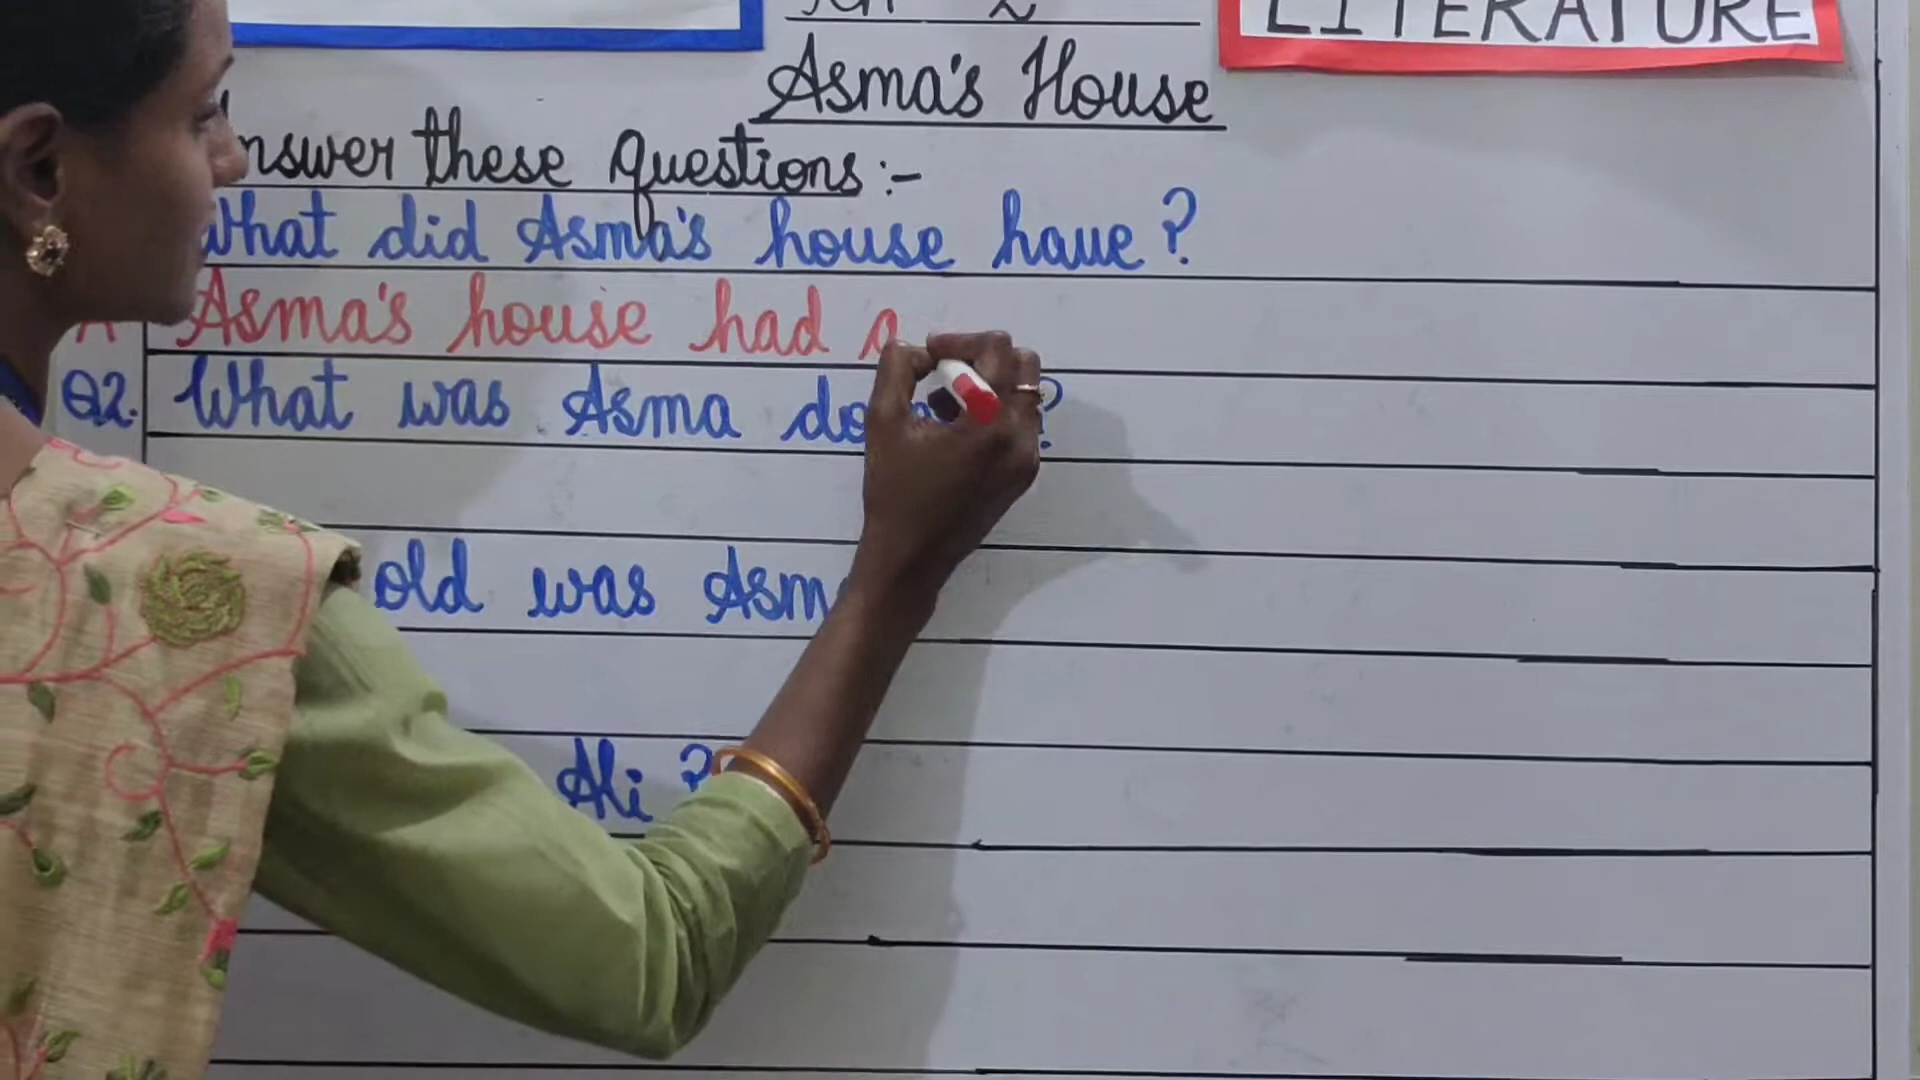 LITERATURE
Asma's House
nswer these questions :-
What did Asma's house have ?
A Asma's house had a
Q2. What was Asma do ?
old was Asm
Ali ?